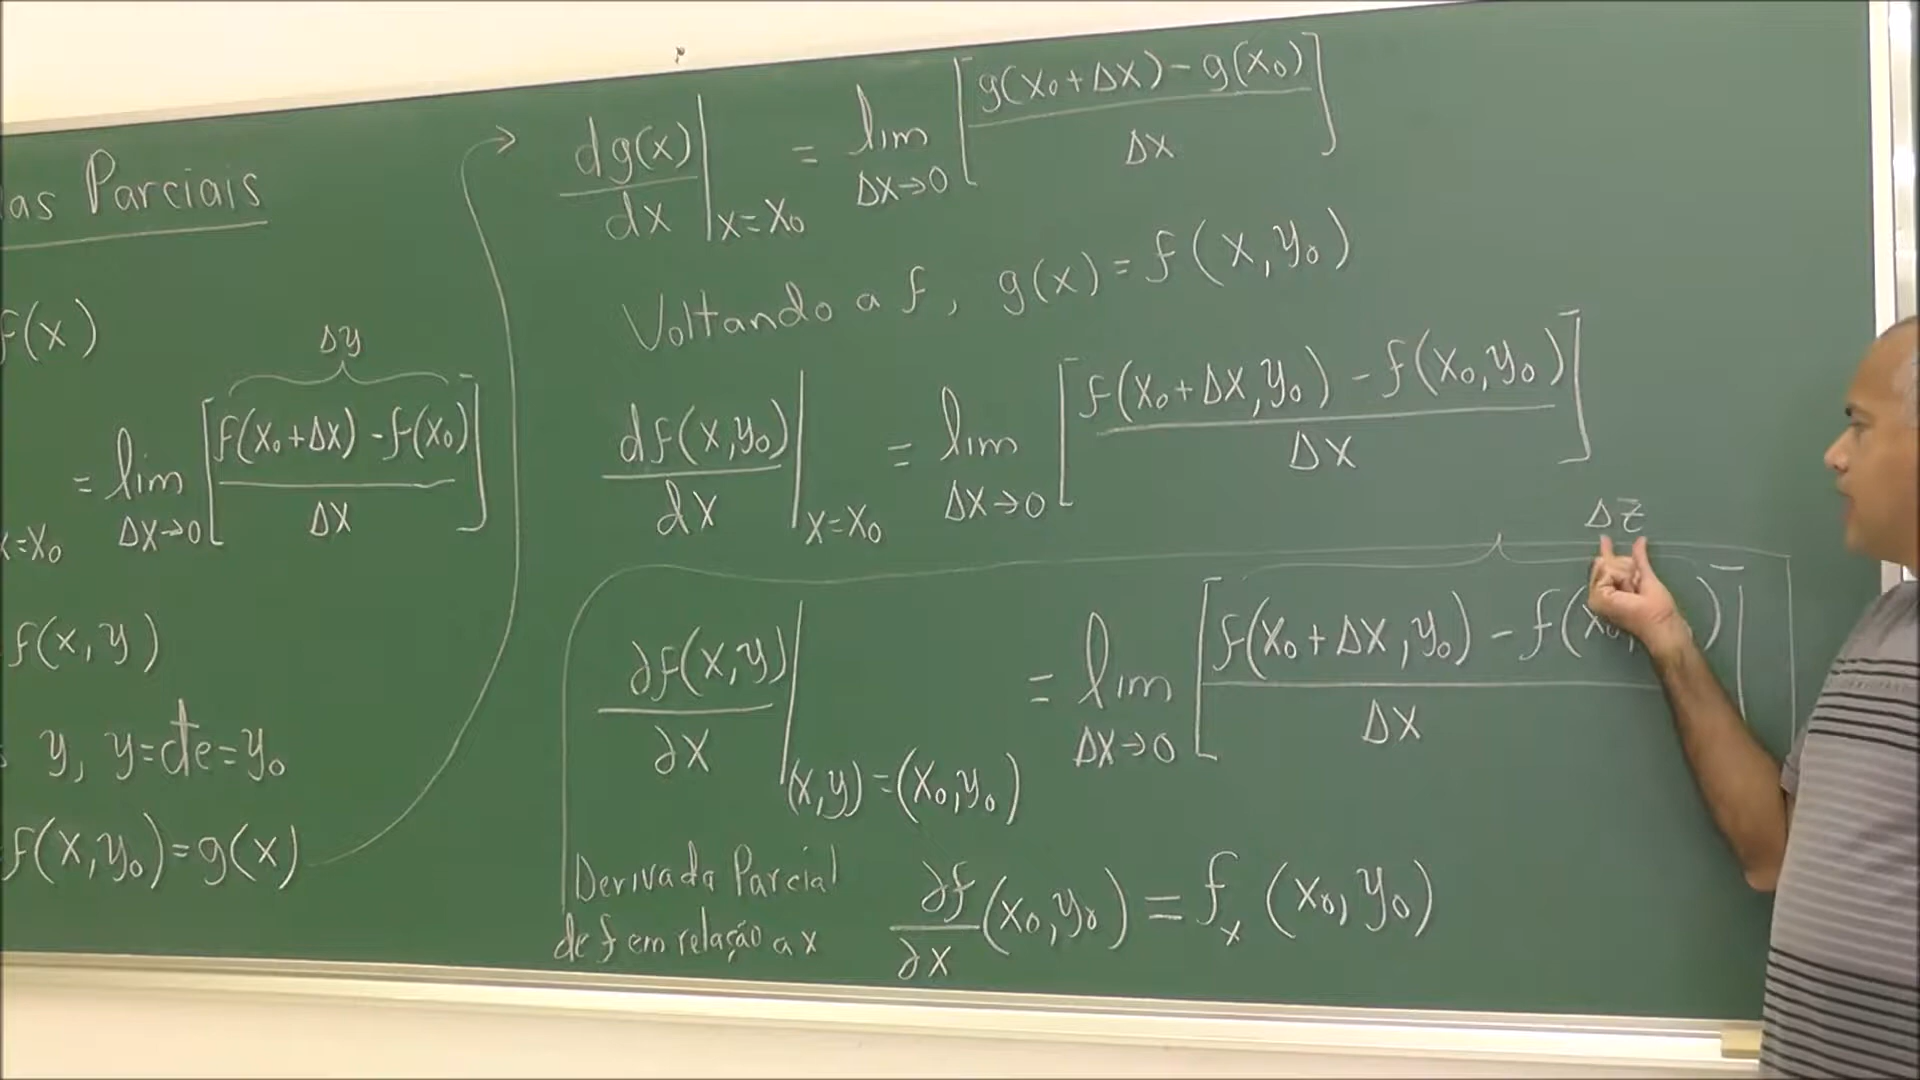 as Parciais
f(x)
Δy
= lim Δx→0 [ f(x₀+Δx) - f(x₀) / Δx ]
x=x₀
f(x,y)
y, y=cte=y₀
f(x,y₀)=g(x)
dg(x)/dx | x=x₀ = lim Δx→0 [ g(x₀+Δx) - g(x₀) / Δx ]
Voltando a f, g(x) = f(x,y₀)
df(x,y₀)/dx | x=x₀ = lim Δx→0 [ f(x₀+Δx,y₀) - f(x₀,y₀) / Δx ]
Δz
∂f(x,y)/∂x | (x,y)=(x₀,y₀) = lim Δx→0 [ f(x₀+Δx,y₀) - f(x₀, ) / Δx ]
Derivada Parcial
de f em relação a x
∂f/∂x (x₀,y₀) = fₓ (x₀,y₀)